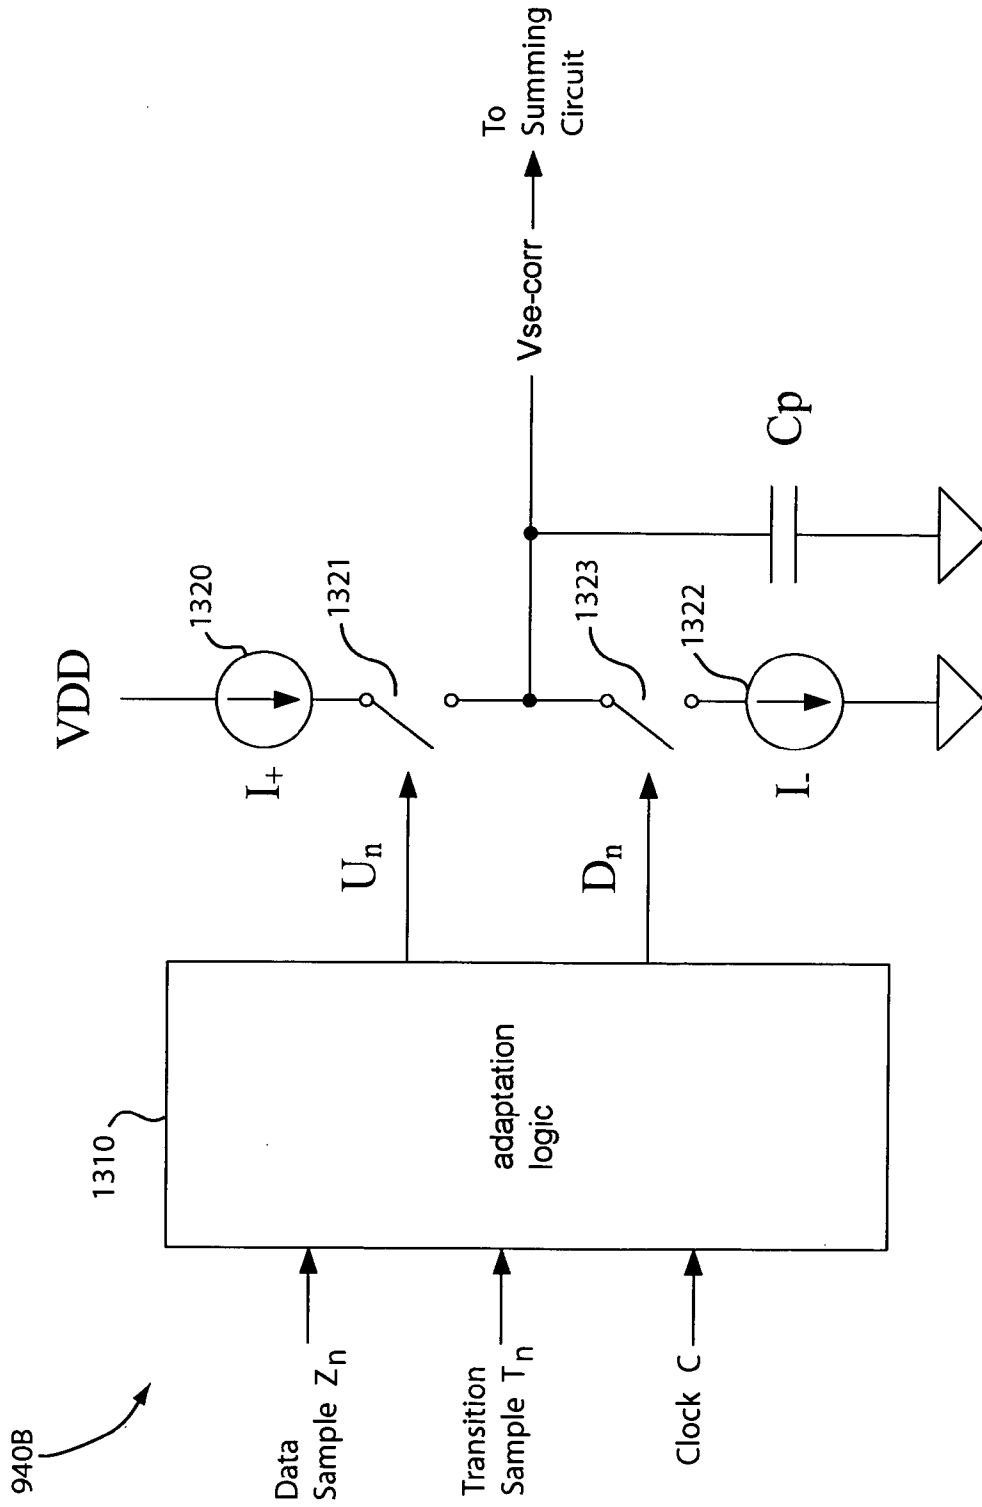 940B
Data
Sample Zn
Transition
Sample Tn
Clock C
1310
adaptation
logic
Un
Dn
VDD
I+
1320
1321
1323
I-
1322
Cp
Vse-corr
To
Summing
Circuit